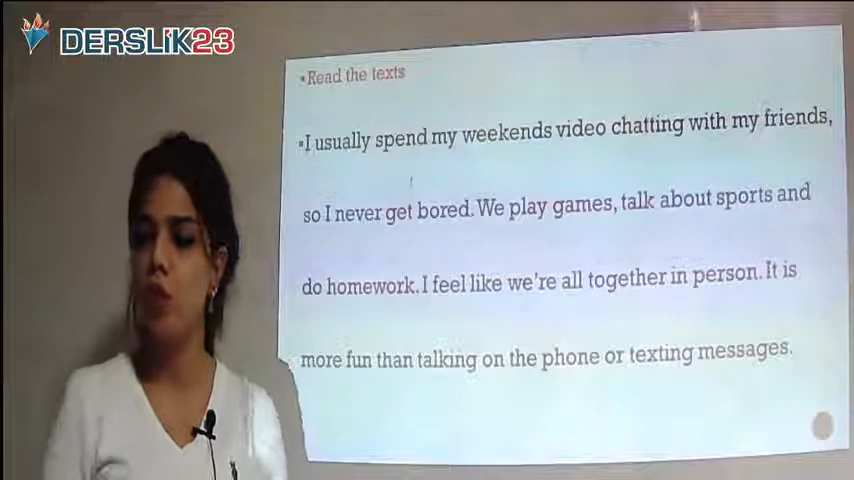 DERSLiK23
▪Read the texts
▪I usually spend my weekends video chatting with my friends,
so I never get bored. We play games, talk about sports and
do homework. I feel like we're all together in person. It is
more fun than talking on the phone or texting messages.